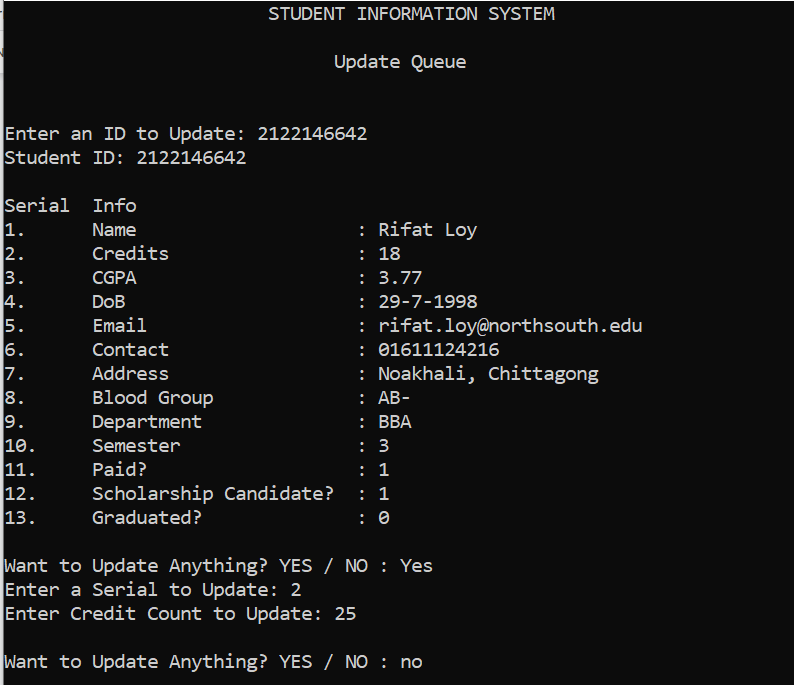 STUDENT INFORMATION SYSTEM
Update Queue
Enter an ID to Update: 2122146642
Student ID: 2122146642
Serial  Info
1.      Name                    : Rifat Loy
2.      Credits                 : 18
3.      CGPA                    : 3.77
4.      DoB                     : 29-7-1998
5.      Email                   : rifat.loy@northsouth.edu
6.      Contact                 : 01611124216
7.      Address                 : Noakhali, Chittagong
8.      Blood Group             : AB-
9.      Department              : BBA
10.     Semester                : 3
11.     Paid?                   : 1
12.     Scholarship Candidate?  : 1
13.     Graduated?              : 0
Want to Update Anything? YES / NO : Yes
Enter a Serial to Update: 2
Enter Credit Count to Update: 25
Want to Update Anything? YES / NO : no